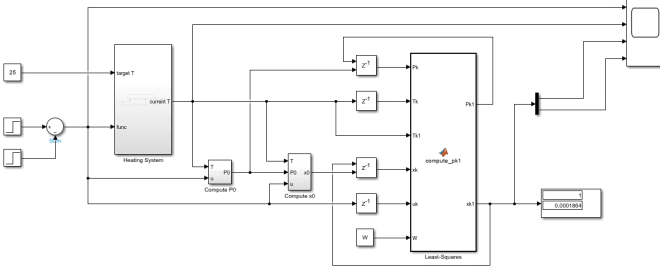 25
target T
current T
func
Heating System
+
-
Sum
T
u
P0
Compute P0
T
P0
u
x0
Compute x0
Z-1
Z-1
Z-1
Z-1
W
Pk
Tk
Tk1
xk
uk
W
Pk1
compute_pk1
xk1
Least-Squares
1
0.0001864